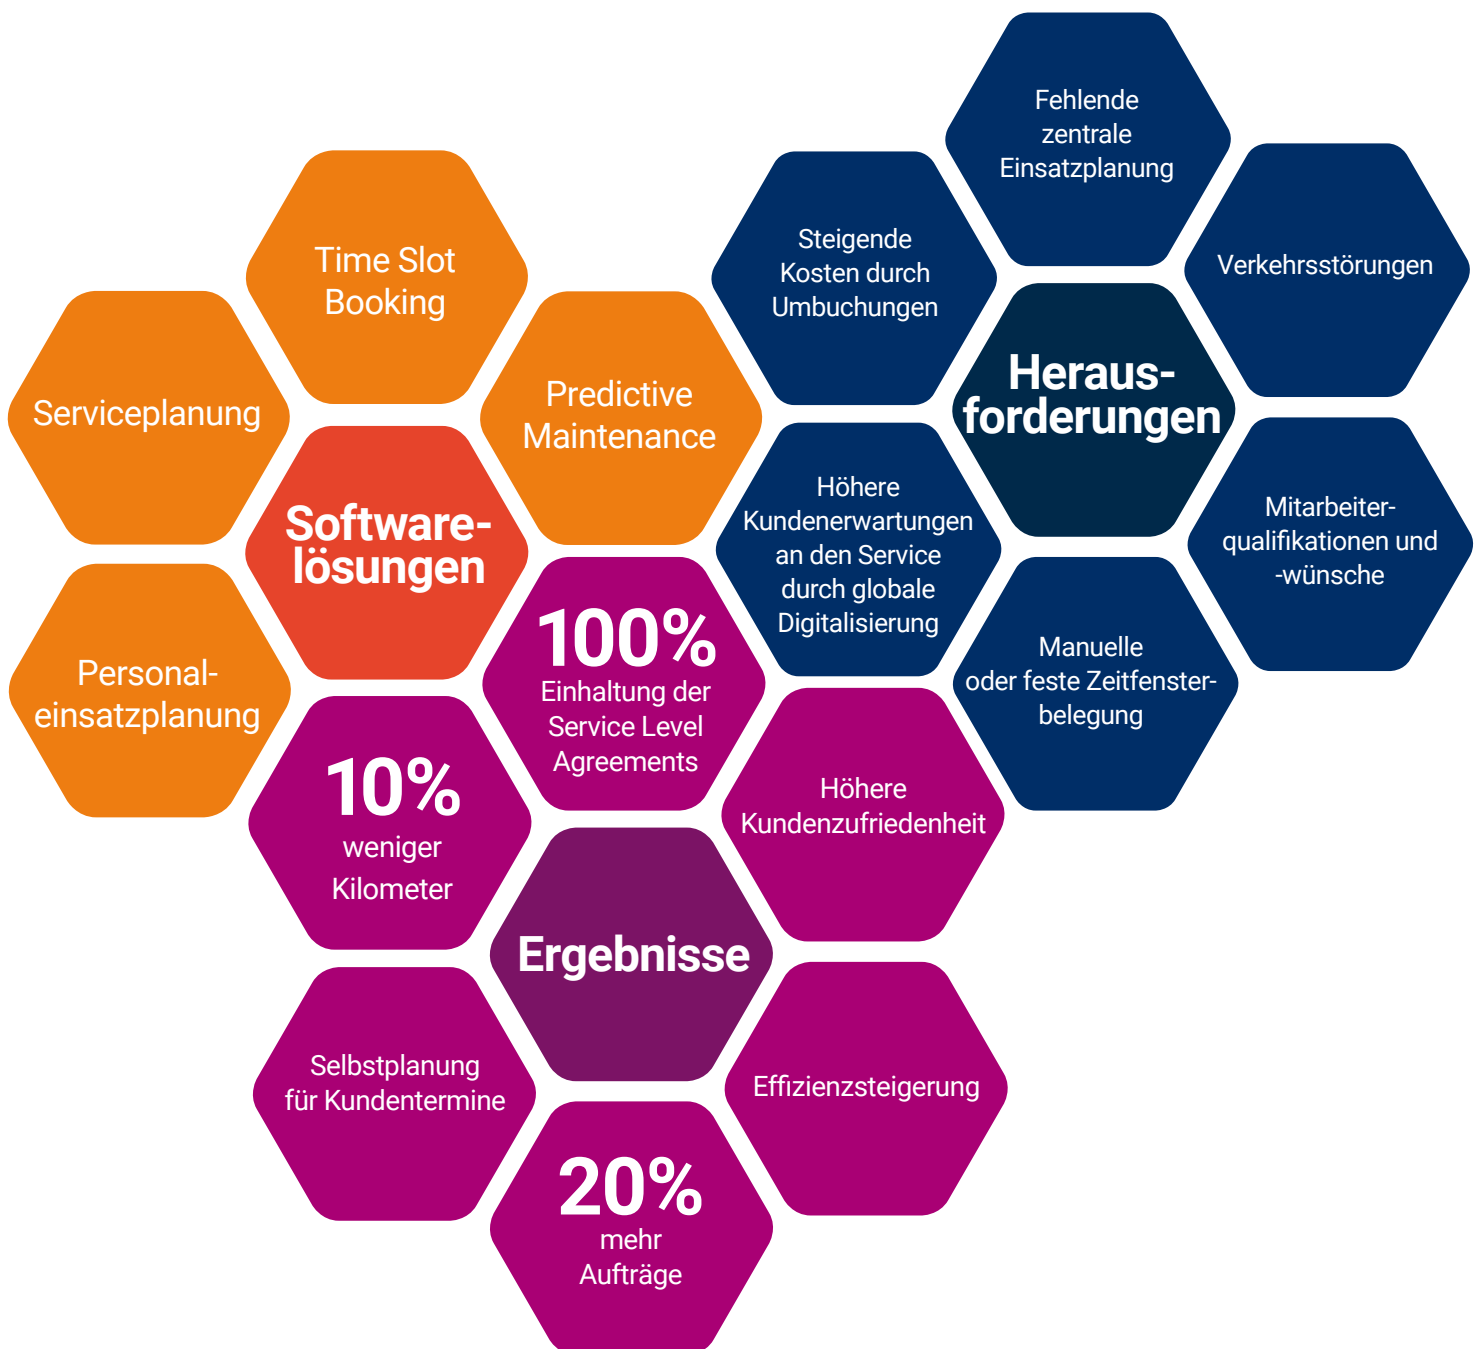 Fehlende
zentrale
Einsatzplanung
Steigende
Kosten durch
Umbuchungen
Verkehrsstörungen
Heraus-
forderungen
Höhere
Kundenerwartungen
an den Service
durch globale
Digitalisierung
Mitarbeiter-
qualifikationen und
-wünsche
Manuelle
oder feste Zeitfenster-
belegung
Time Slot
Booking
Serviceplanung
Predictive
Maintenance
Software-
lösungen
Personal-
einsatzplanung
100%
Einhaltung der
Service Level
Agreements
10%
weniger
Kilometer
Höhere
Kundenzufriedenheit
Ergebnisse
Selbstplanung
für Kundentermine
Effizienzsteigerung
20%
mehr
Aufträge